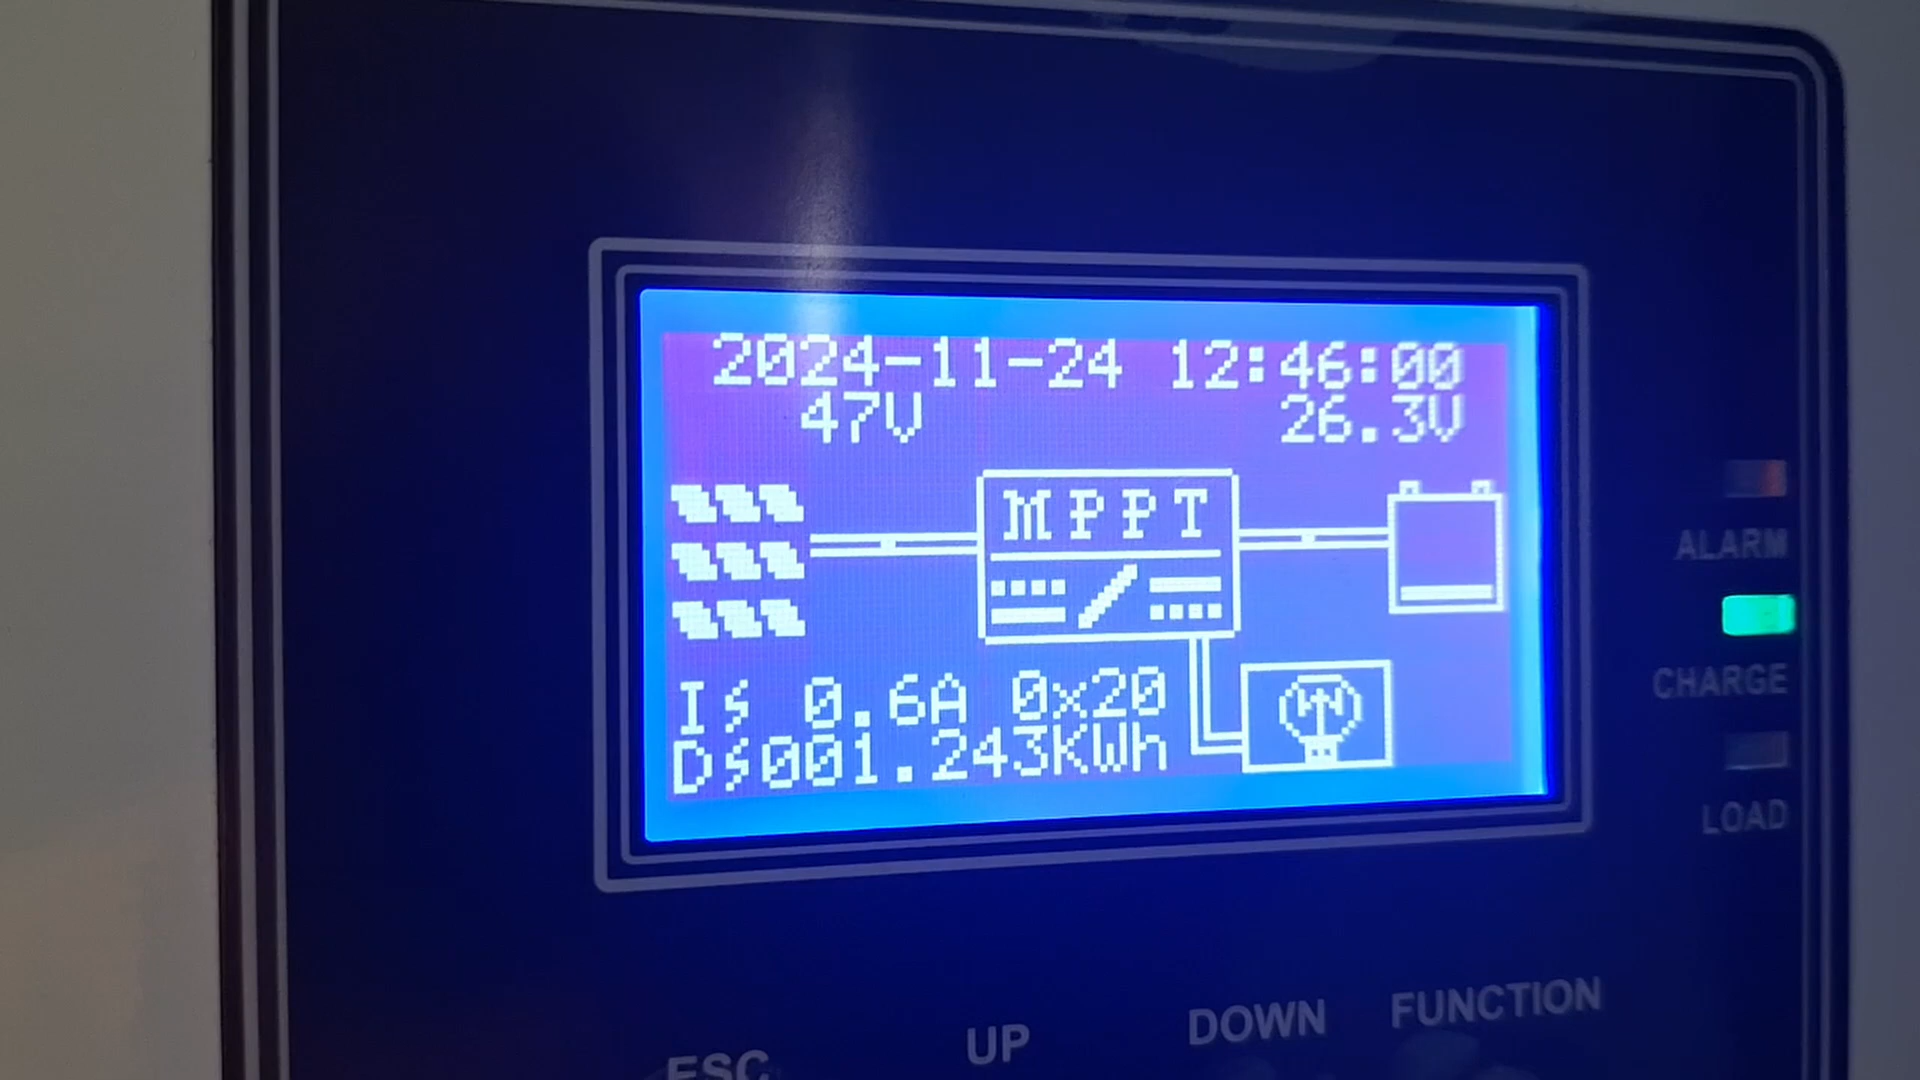 2024-11-24 12:46:00
47V 26.3V
MPPT
I 0.6A 0x20
D 001.243KWh
ALARM
CHARGE
LOAD
ESC UP DOWN FUNCTION